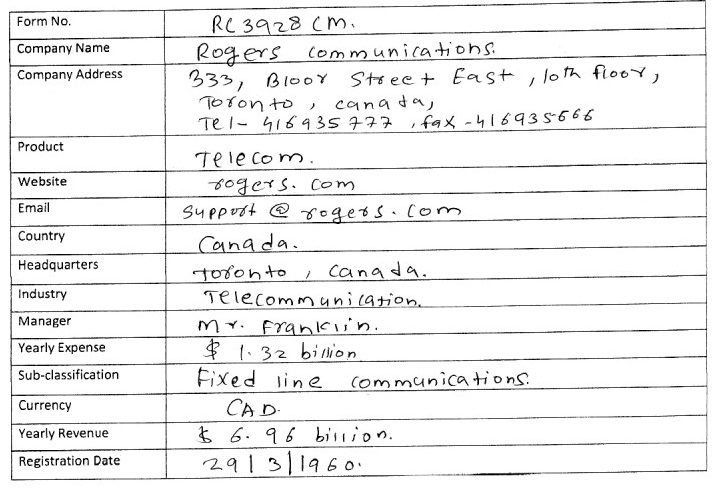 Form No. RC3928CM.
Company Name Rogers communications.
Company Address 333, Bloor Street East, 10th floor,
Toronto, canada,
Tel- 416935777, fax -416935666
Product Telecom.
Website rogers.com
Email support@rogers.com
Country Canada.
Headquarters toronto, canada.
Industry Telecommunication.
Manager Mr. Franklin.
Yearly Expense $ 1.32 billion
Sub-classification Fixed line communications.
Currency CAD.
Yearly Revenue $ 6.96 billion.
Registration Date 29/3/1960.